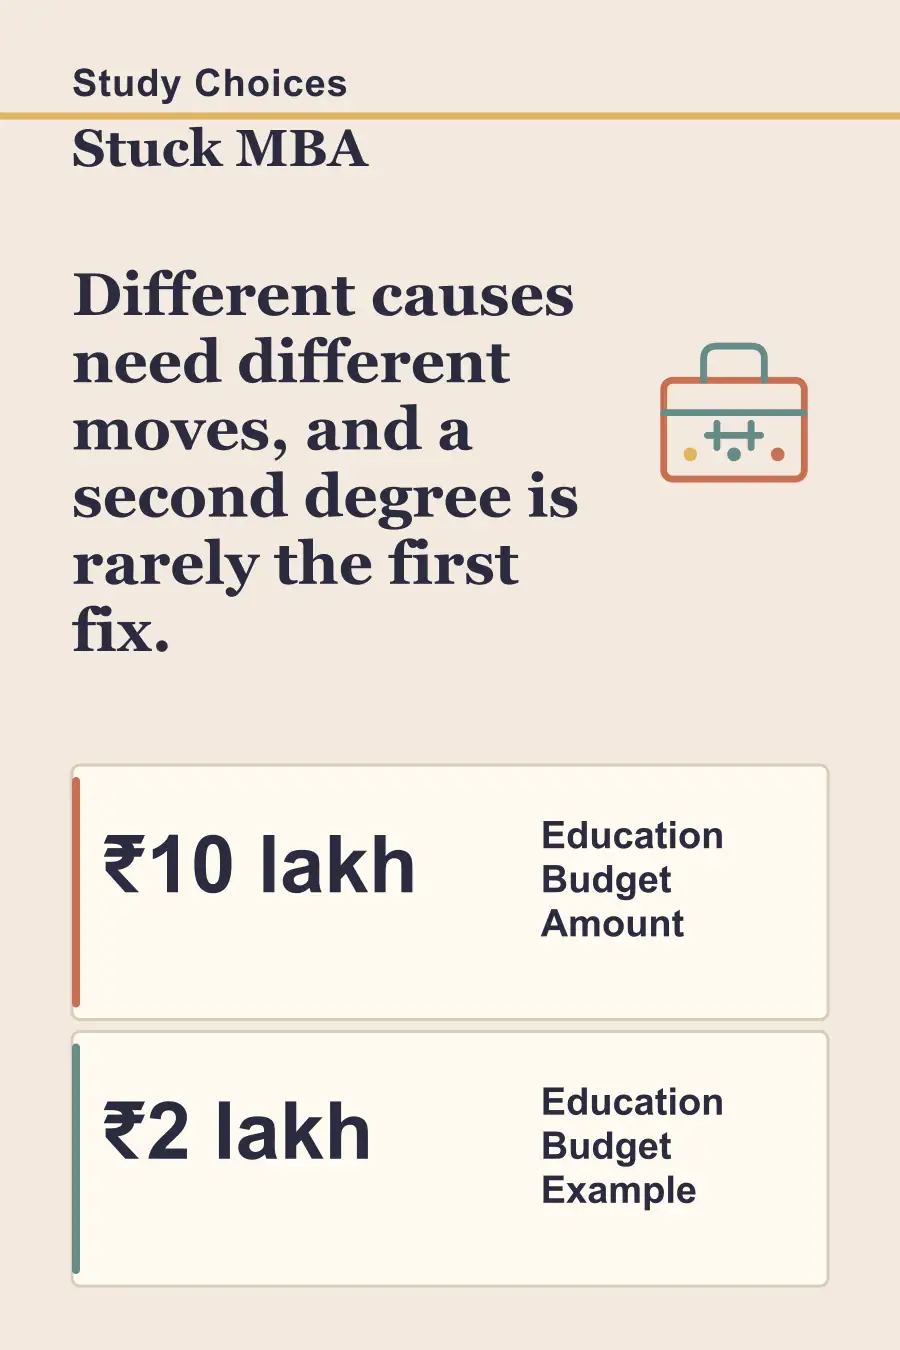 Study Choices
Stuck MBA
Different causes
need different
moves, and a
second degree is
rarely the first
fix.
₹10 lakh
Education
Budget
Amount
₹2 lakh
Education
Budget
Example